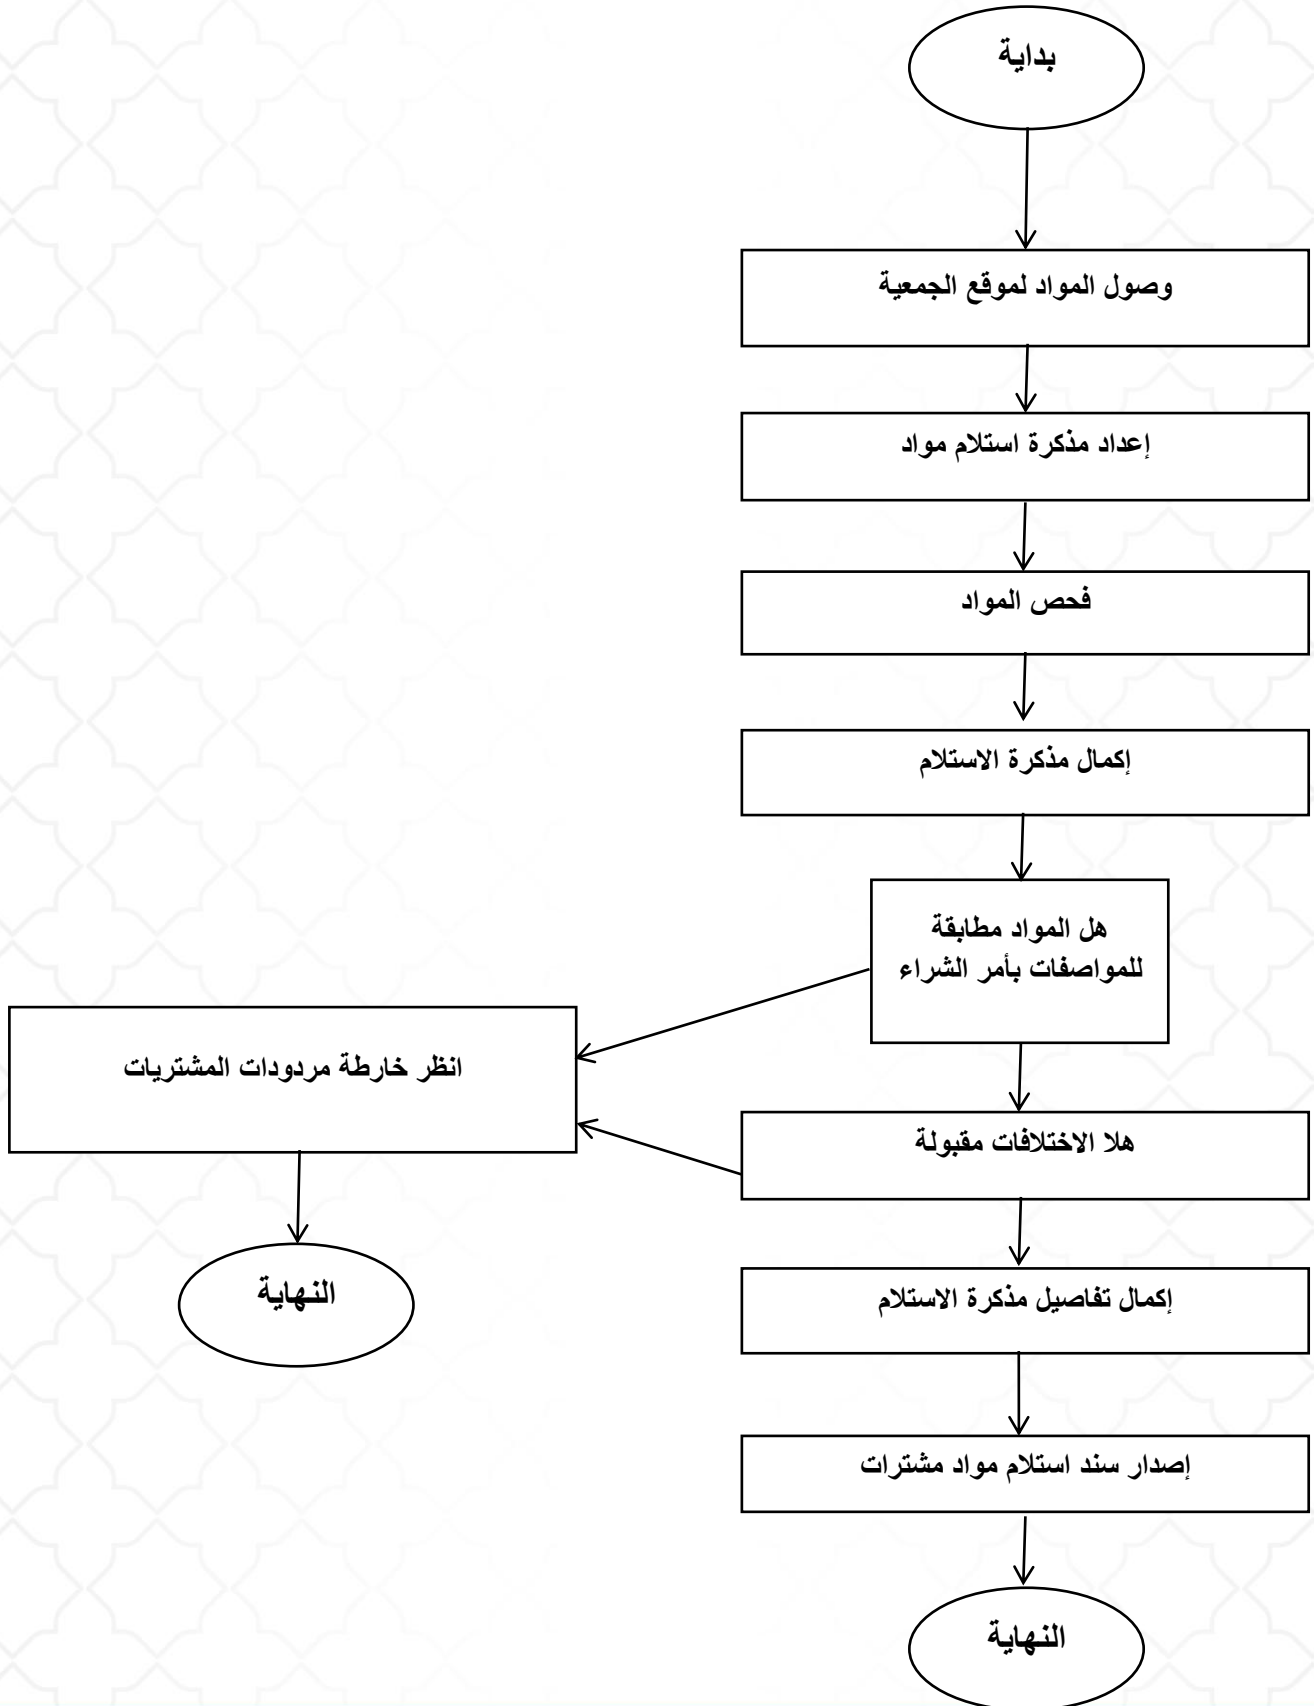 بداية
وصول المواد لموقع الجمعية
إعداد مذكرة استلام مواد
فحص المواد
إكمال مذكرة الاستلام
هل المواد مطابقة
للمواصفات بأمر الشراء
انظر خارطة مردودات المشتريات
هلا الاختلافات مقبولة
النهاية
إكمال تفاصيل مذكرة الاستلام
إصدار سند استلام مواد مشترات
النهاية